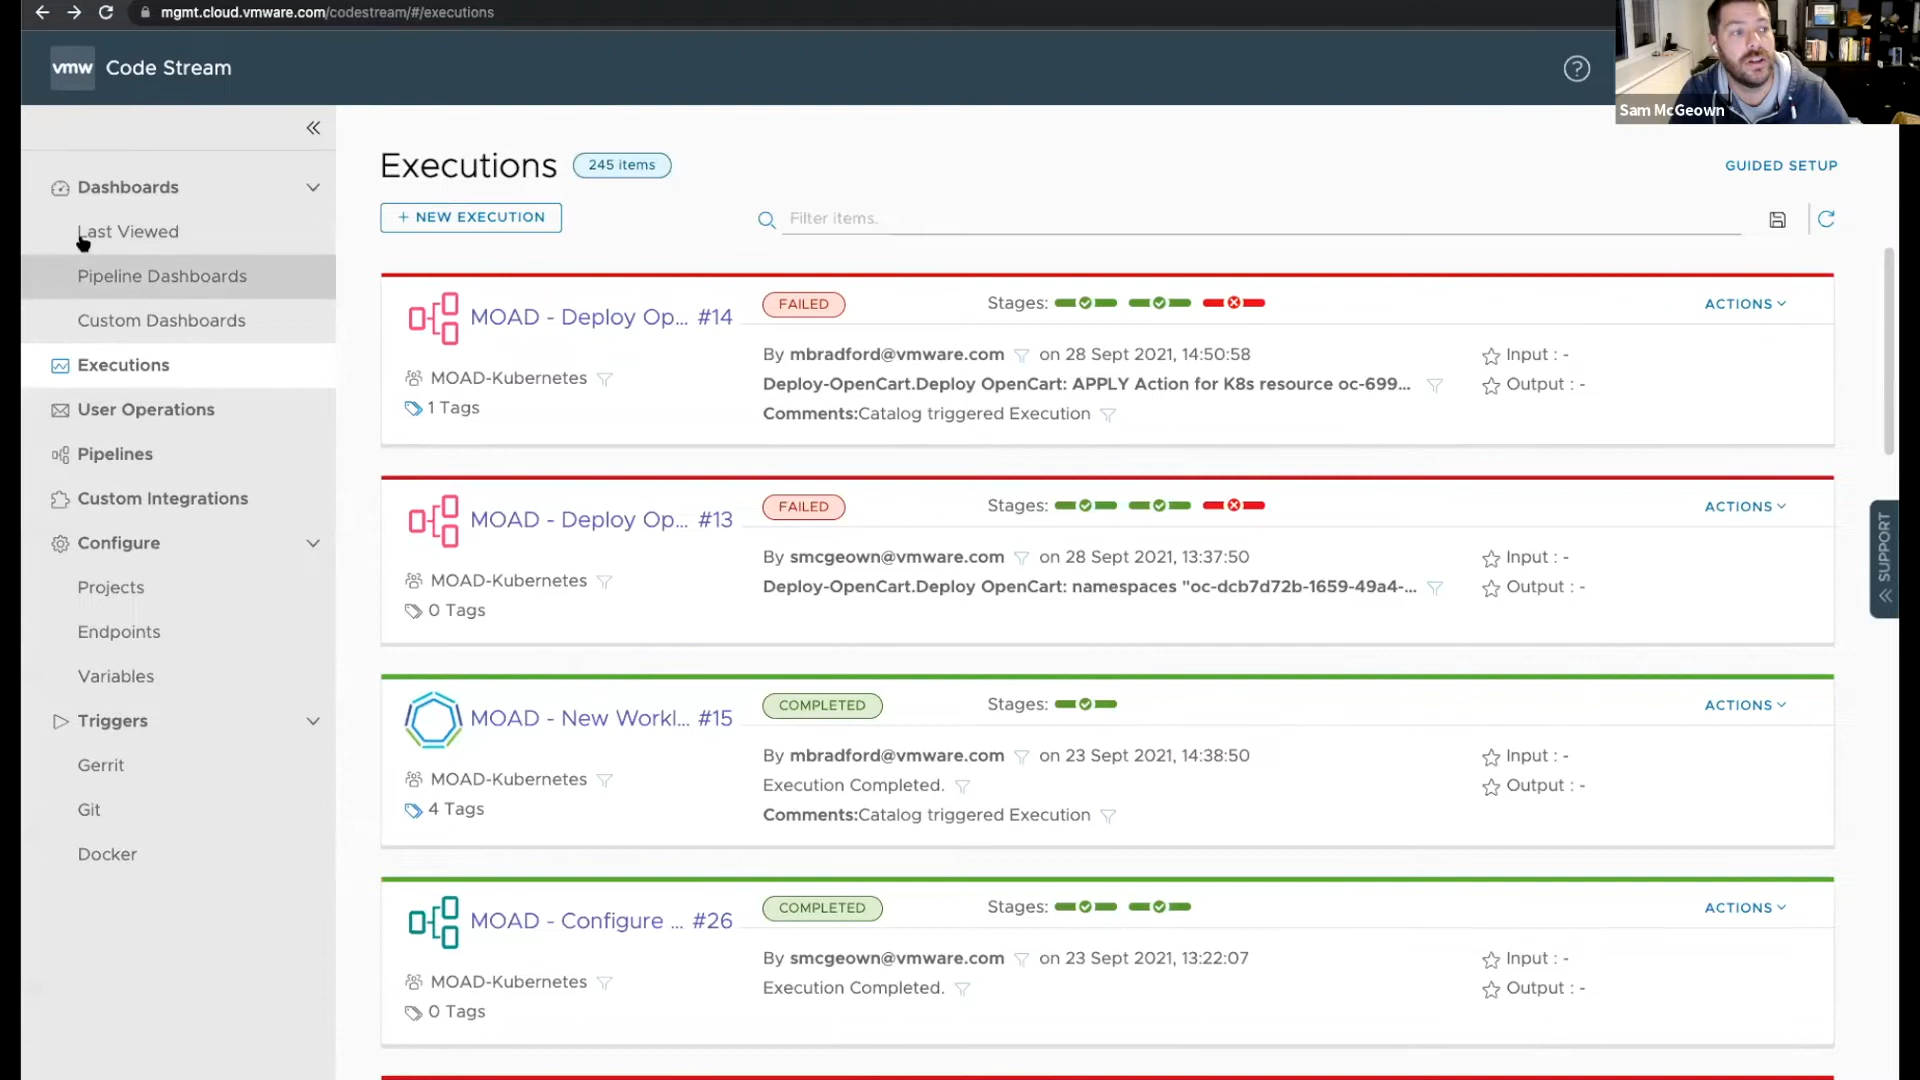 mgmt.cloud.vmware.com/codestream/#/executions
vmw Code Stream
Sam McGeown
Dashboards
Last Viewed
Pipeline Dashboards
Custom Dashboards
Executions
User Operations
Pipelines
Custom Integrations
Configure
Projects
Endpoints
Variables
Triggers
Gerrit
Git
Docker
Executions 245 items
GUIDED SETUP
+ NEW EXECUTION
Filter items.
MOAD - Deploy Op... #14
FAILED
Stages:
ACTIONS
MOAD-Kubernetes
1 Tags
By mbradford@vmware.com on 28 Sept 2021, 14:50:58
Deploy-OpenCart.Deploy OpenCart: APPLY Action for K8s resource oc-699...
Comments:Catalog triggered Execution
Input : -
Output : -
MOAD - Deploy Op... #13
FAILED
Stages:
ACTIONS
MOAD-Kubernetes
0 Tags
By smcgeown@vmware.com on 28 Sept 2021, 13:37:50
Deploy-OpenCart.Deploy OpenCart: namespaces "oc-dcb7d72b-1659-49a4-...
Input : -
Output : -
MOAD - New Workl... #15
COMPLETED
Stages:
ACTIONS
MOAD-Kubernetes
4 Tags
By mbradford@vmware.com on 23 Sept 2021, 14:38:50
Execution Completed.
Comments:Catalog triggered Execution
Input : -
Output : -
MOAD - Configure ... #26
COMPLETED
Stages:
ACTIONS
MOAD-Kubernetes
0 Tags
By smcgeown@vmware.com on 23 Sept 2021, 13:22:07
Execution Completed.
Input : -
Output : -
SUPPORT